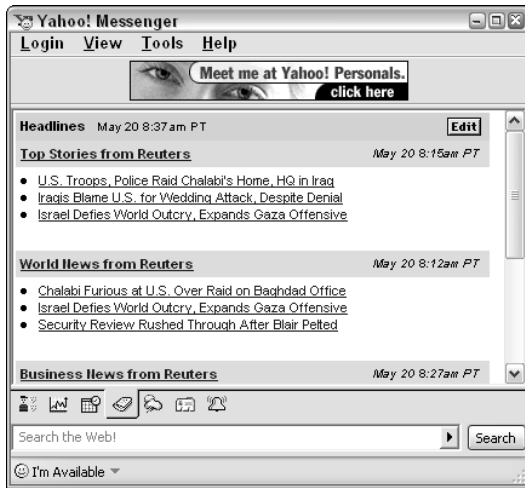 Yahoo! Messenger
Login View Tools Help
Meet me at Yahoo! Personals.
click here
Headlines May 20 8:37am PT Edit
Top Stories from Reuters May 20 8:15am PT
U.S. Troops, Police Raid Chalabi's Home, HQ in Iraq
Iraqis Blame U.S. for Wedding Attack, Despite Denial
Israel Defies World Outcry, Expands Gaza Offensive
World News from Reuters May 20 8:12am PT
Chalabi Furious at U.S. Over Raid on Baghdad Office
Israel Defies World Outcry, Expands Gaza Offensive
Security Review Rushed Through After Blair Pelted
Business News from Reuters May 20 8:27am PT
Search the Web! Search
I'm Available